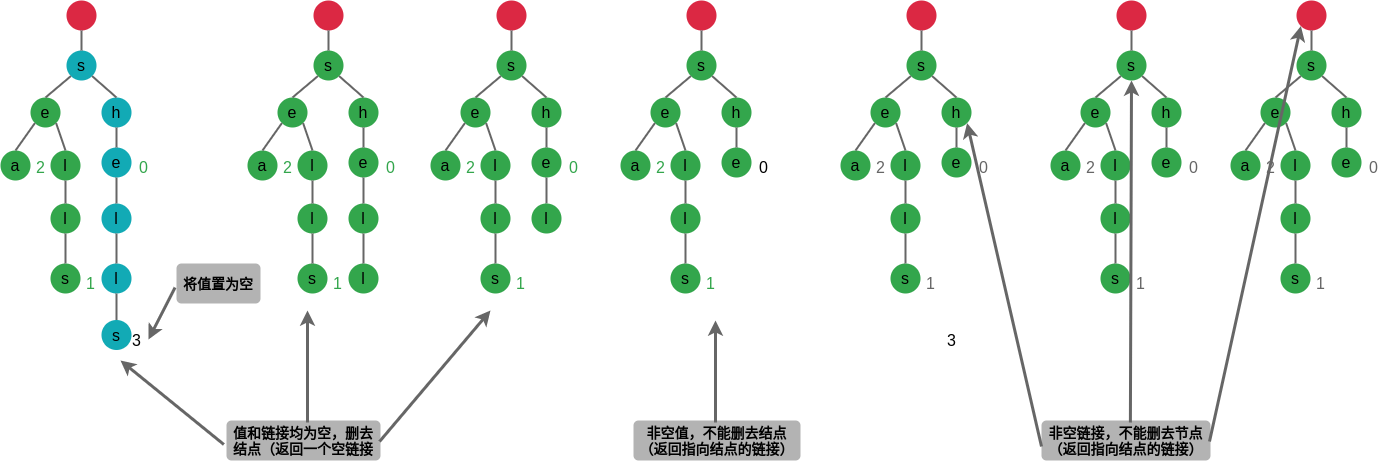 s s s s s s s
e h e h e h e h e h e h e h
a 2 l e 0 a 2 l e 0 a 2 l e 0 a 2 l e 0 a 2 l e 0 a 2 l e 0 a 2 l e 0
l l l l l l l l l l
s 1 l 将值置为空 s 1 l s 1 s 1 s 1 s 1 s 1
s 3 3
值和链接均为空，删去
结点（返回一个空链接
非空值，不能删去结点
（返回指向结点的链接）
非空链接，不能删去节点
（返回指向结点的链接）